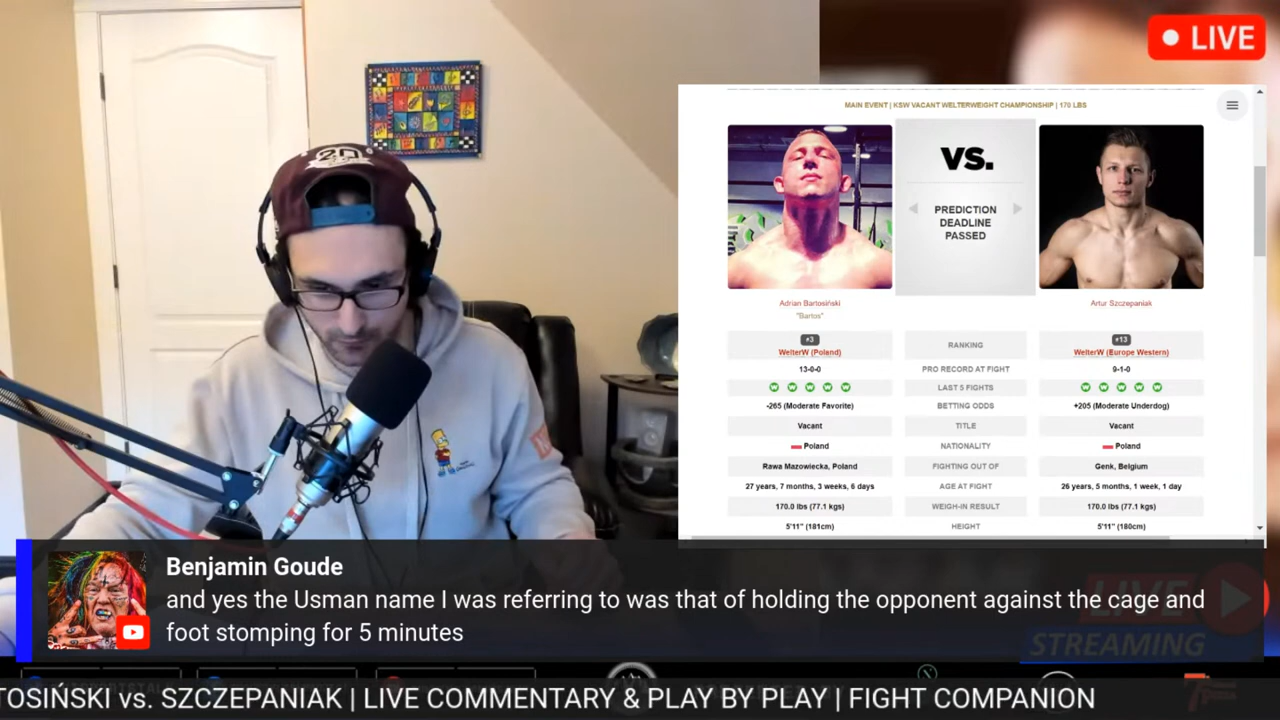 LIVE
MAIN EVENT | KSW VACANT WELTERWEIGHT CHAMPIONSHIP | 170 LBS
VS.
PREDICTION
DEADLINE
PASSED
Adrian Bartosiński
"Bartos"
Artur Szczepaniak
#3
WelterW (Poland)
RANKING
#13
WelterW (Europe Western)
13-0-0 PRO RECORD AT FIGHT 9-1-0
W W W W W LAST 5 FIGHTS W W W W W
-265 (Moderate Favorite) BETTING ODDS +205 (Moderate Underdog)
Vacant TITLE Vacant
Poland NATIONALITY Poland
Rawa Mazowiecka, Poland FIGHTING OUT OF Genk, Belgium
27 years, 7 months, 3 weeks, 6 days AGE AT FIGHT 26 years, 5 months, 1 week, 1 day
170.0 lbs (77.1 kgs) WEIGH-IN RESULT 170.0 lbs (77.1 kgs)
5'11" (181cm) HEIGHT 5'11" (180cm)
Benjamin Goude
and yes the Usman name I was referring to was that of holding the opponent against the cage and
foot stomping for 5 minutes
LIVE
STREAMING
TOSIŃSKI vs. SZCZEPANIAK | LIVE COMMENTARY & PLAY BY PLAY | FIGHT COMPANION